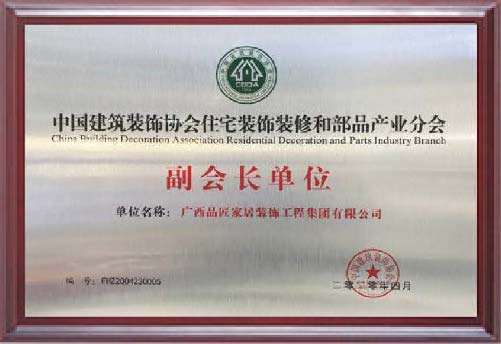 CBDA
中国建筑装饰协会住宅装饰装修和部品产业分会
China Building Decoration Association Residential Decoration and Parts Industry Branch
副会长单位
单位名称：广西品匠家居装饰工程集团有限公司
编 号：FHZ2004230005
二零二零年四月